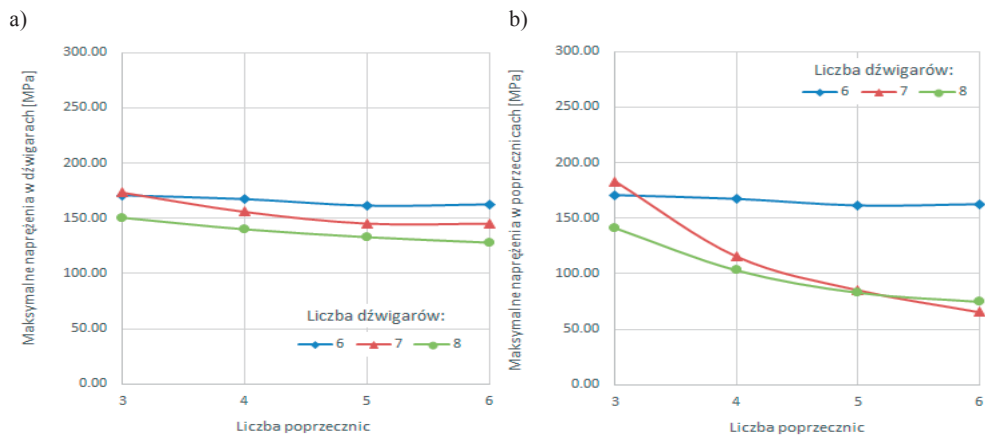 a)
Maksymalne naprężenia w dźwigarach [MPa]
300.00
250.00
200.00
150.00
100.00
50.00
0.00
3 4 5 6
Liczba poprzecznic
Liczba dźwigarów:
6 7 8
b)
Maksymalne naprężenia w poprzecznicach [MPa]
300.00
250.00
200.00
150.00
100.00
50.00
0.00
3 4 5 6
Liczba poprzecznic
Liczba dźwigarów:
6 7 8